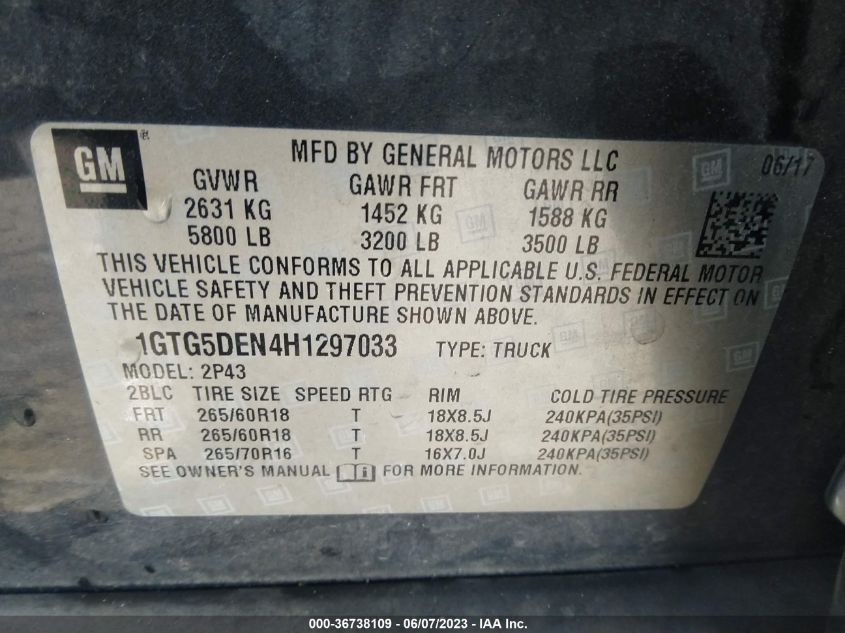 GM
MFD BY GENERAL MOTORS LLC
06/17
GVWR GAWR FRT GAWR RR
2631 KG 1452 KG 1588 KG
5800 LB 3200 LB 3500 LB
THIS VEHICLE CONFORMS TO ALL APPLICABLE U.S. FEDERAL MOTOR
VEHICLE SAFETY AND THEFT PREVENTION STANDARDS IN EFFECT ON
THE DATE OF MANUFACTURE SHOWN ABOVE.
1GTG5DEN4H1297033 TYPE: TRUCK
MODEL: 2P43
2BLC TIRE SIZE SPEED RTG RIM COLD TIRE PRESSURE
FRT 265/60R18 T 18X8.5J 240KPA(35PSI)
RR 265/60R18 T 18X8.5J 240KPA(35PSI)
SPA 265/70R16 T 16X7.0J 240KPA(35PSI)
SEE OWNER'S MANUAL FOR MORE INFORMATION.
000-36738109 - 06/07/2023 - IAA Inc.